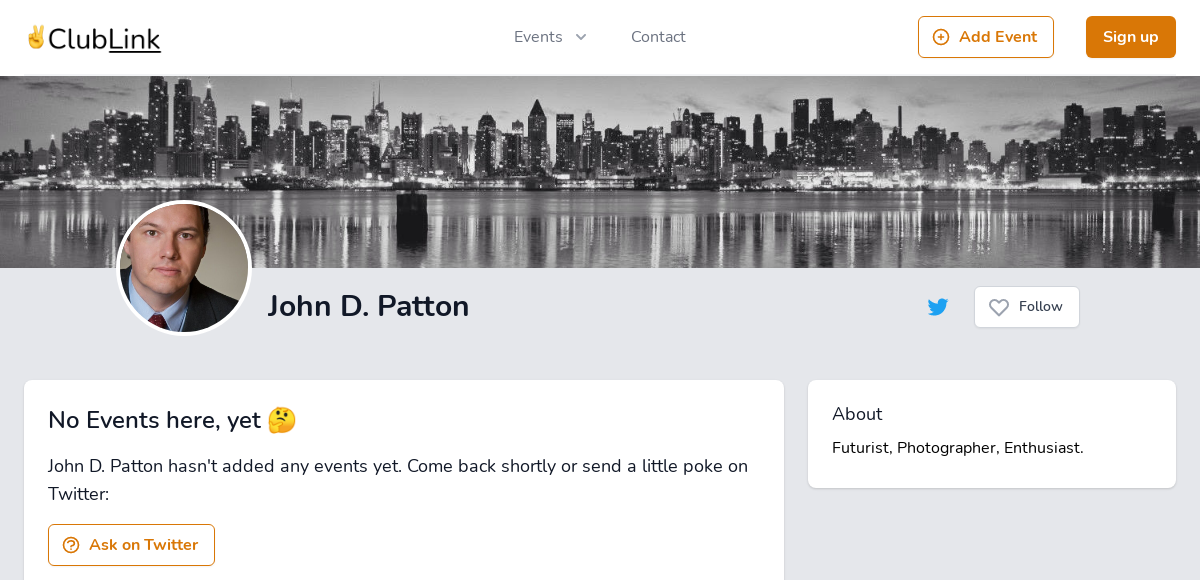 ✌️ClubLink
Events
Contact
Add Event
Sign up
John D. Patton
Follow
No Events here, yet 🤔
John D. Patton hasn't added any events yet. Come back shortly or send a little poke on
Twitter:
Ask on Twitter
About
Futurist, Photographer, Enthusiast.